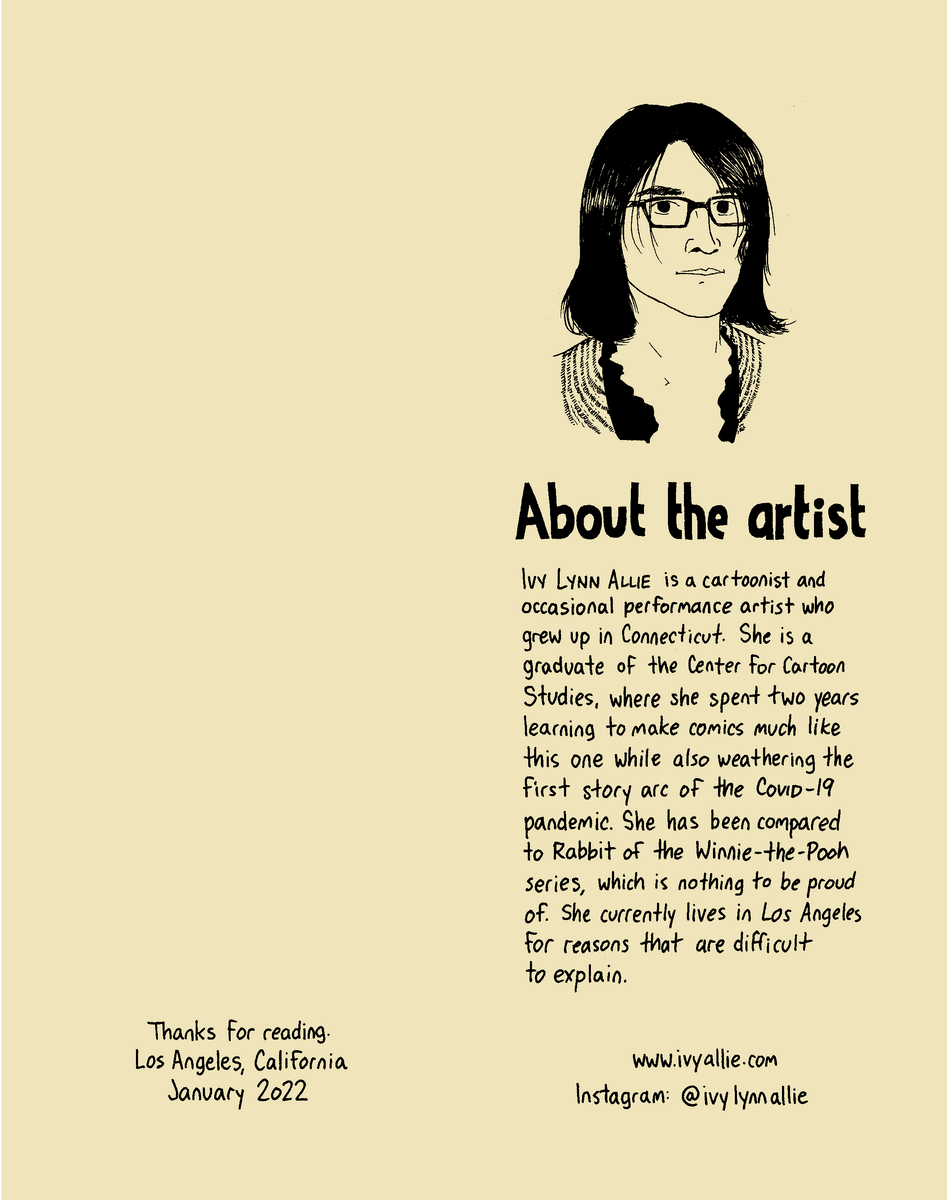 About the artist
Ivy Lynn Allie is a cartoonist and
occasional performance artist who
grew up in Connecticut. She is a
graduate of the Center for Cartoon
Studies, where she spent two years
learning to make comics much like
this one while also weathering the
first story arc of the Covid-19
pandemic. She has been compared
to Rabbit of the Winnie-the-Pooh
series, which is nothing to be proud
of. She currently lives in Los Angeles
for reasons that are difficult
to explain.
Thanks for reading.
Los Angeles, California
January 2022
www.ivyallie.com
Instagram: @ivylynnallie